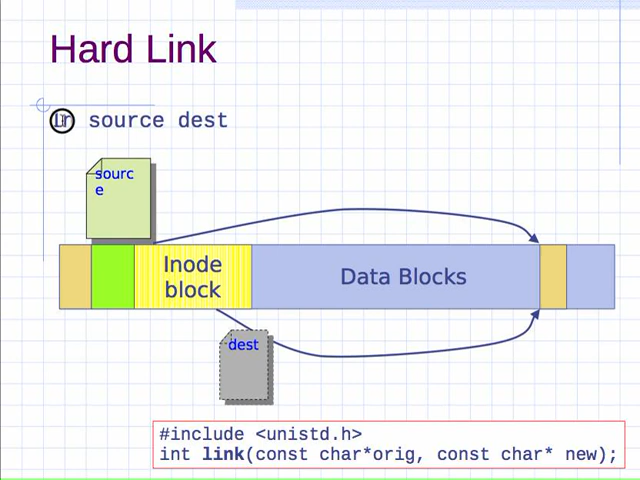 Hard Link
ln source dest
sourc
e
Inode
block
Data Blocks
dest
#include <unistd.h>
int link(const char*orig, const char* new);